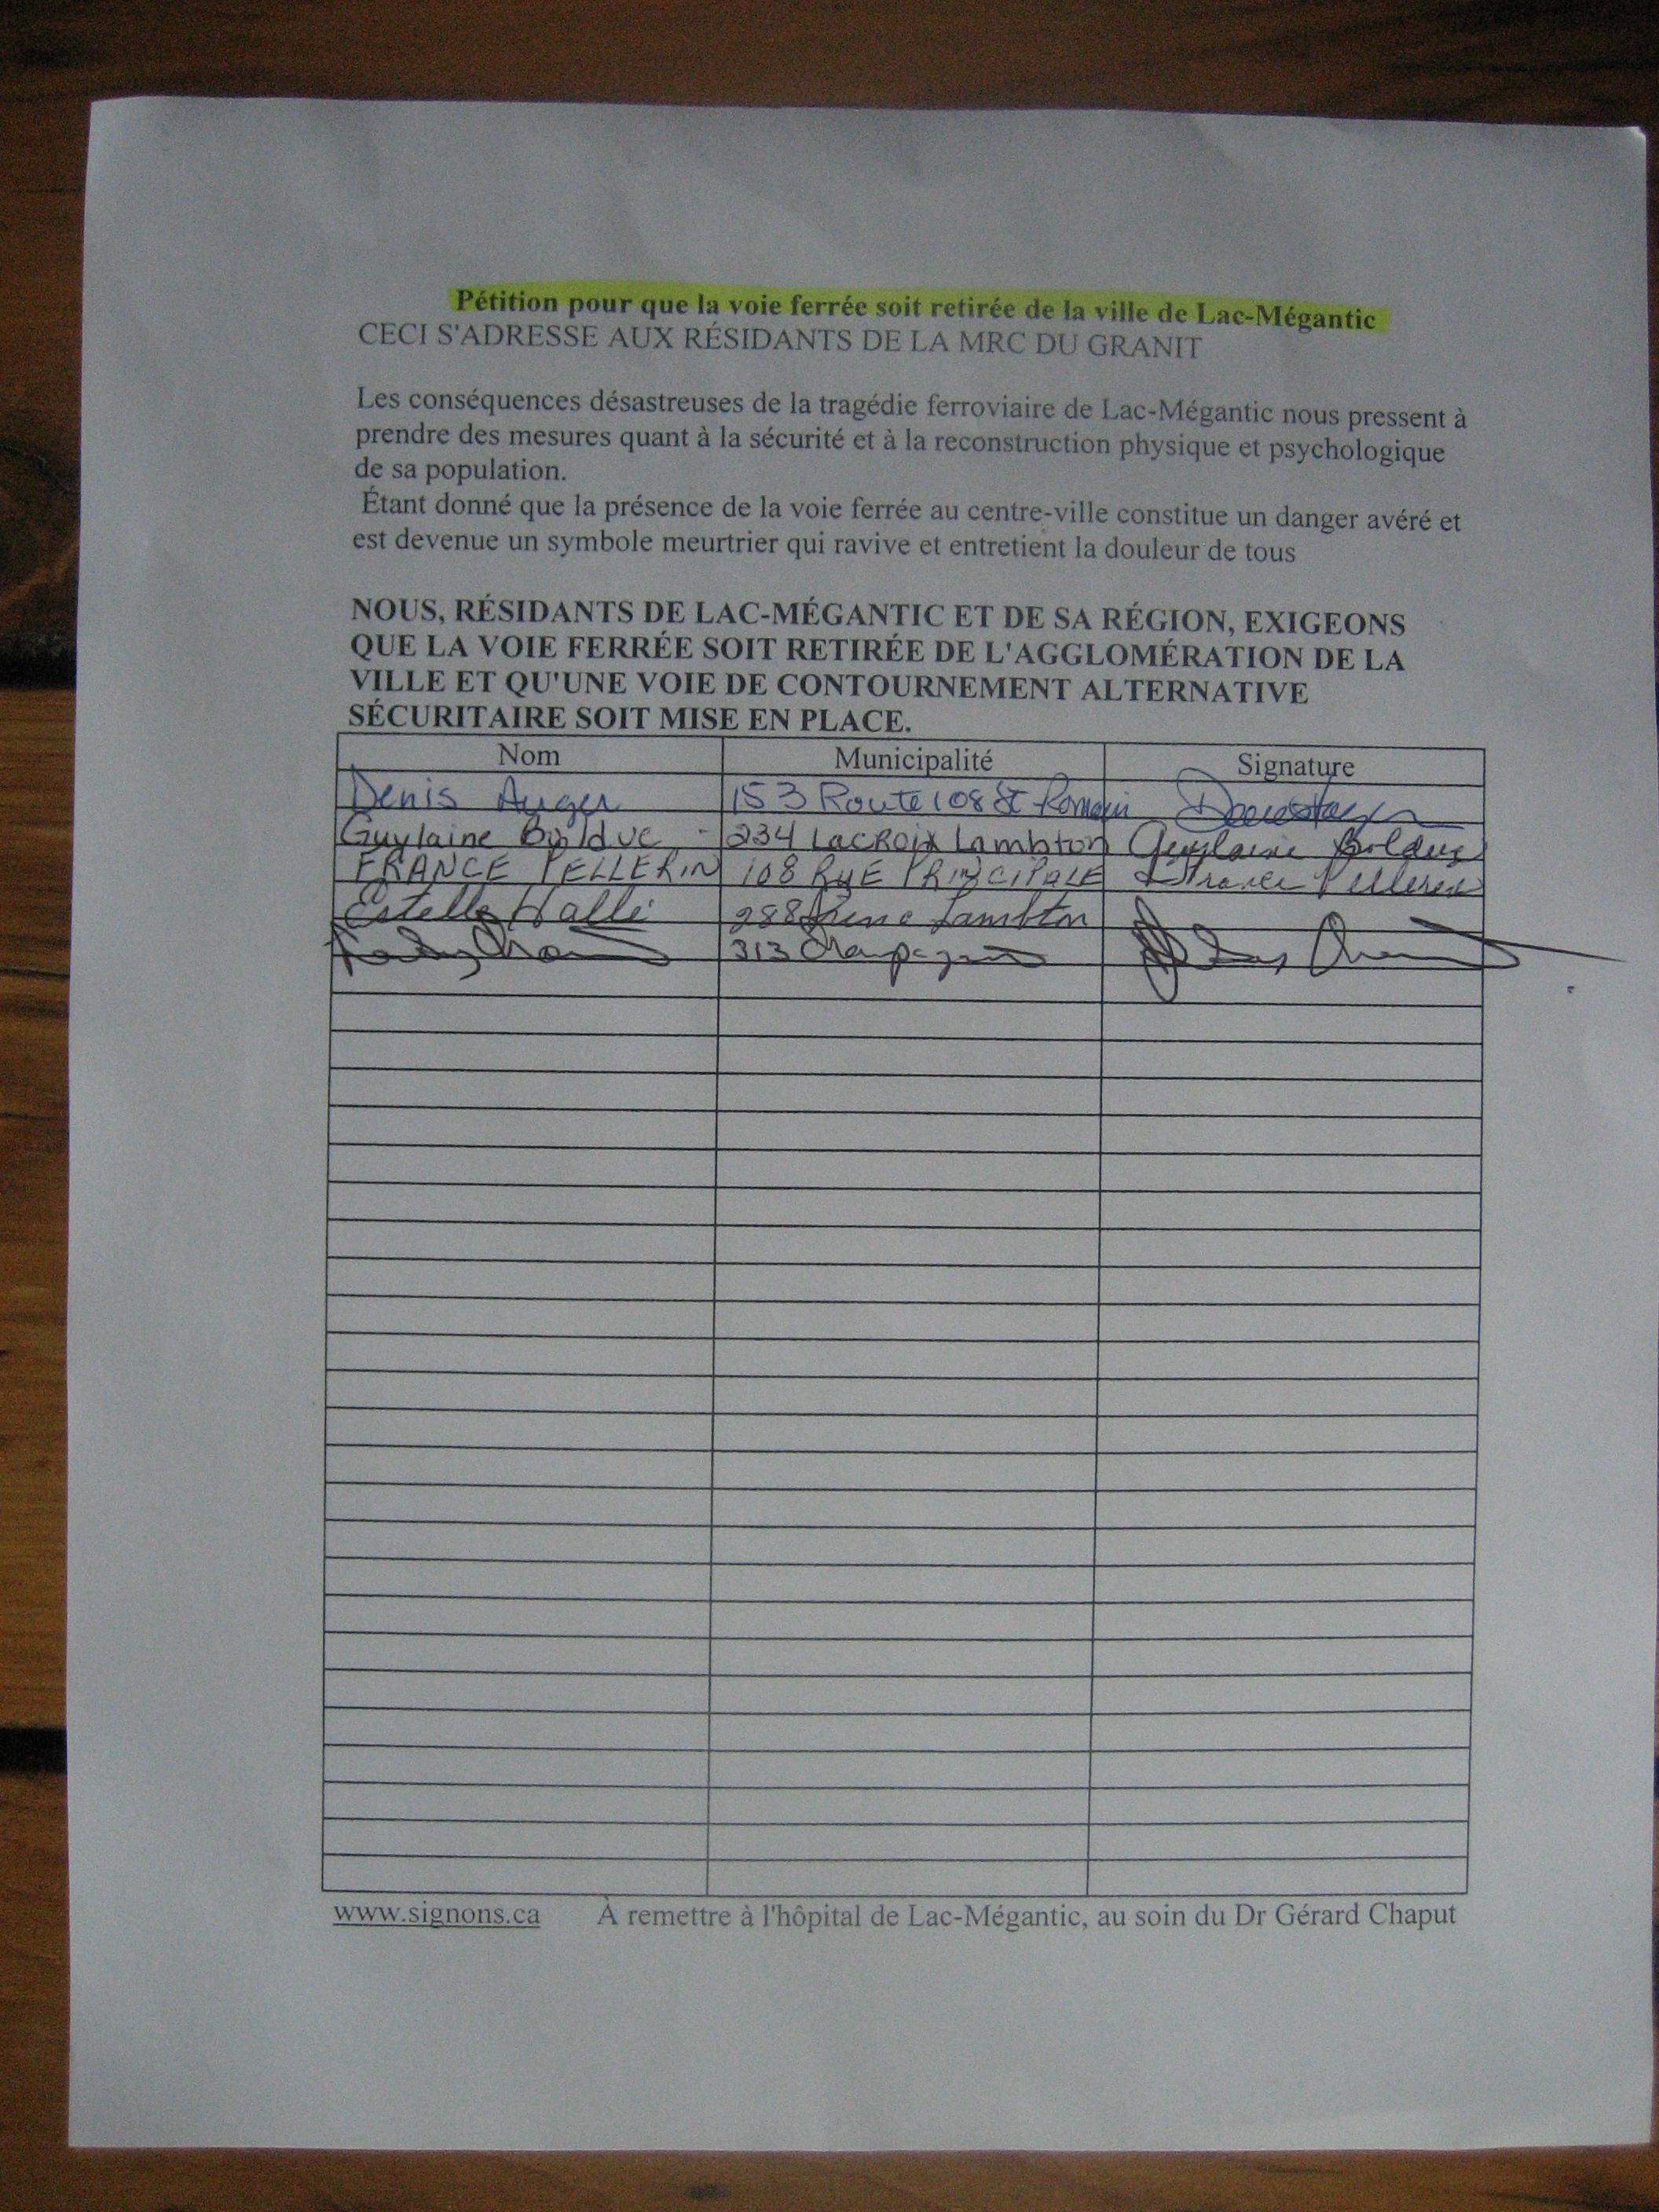 Pétition pour que la voie ferrée soit retirée de la ville de Lac-Mégantic
CECI S'ADRESSE AUX RÉSIDANTS DE LA MRC DU GRANIT
Les conséquences désastreuses de la tragédie ferroviaire de Lac-Mégantic nous pressent à
prendre des mesures quant à la sécurité et à la reconstruction physique et psychologique
de sa population.
Étant donné que la présence de la voie ferrée au centre-ville constitue un danger avéré et
est devenue un symbole meurtrier qui ravive et entretient la douleur de tous
NOUS, RÉSIDANTS DE LAC-MÉGANTIC ET DE SA RÉGION, EXIGEONS
QUE LA VOIE FERRÉE SOIT RETIRÉE DE L'AGGLOMÉRATION DE LA
VILLE ET QU'UNE VOIE DE CONTOURNEMENT ALTERNATIVE
SÉCURITAIRE SOIT MISE EN PLACE.
Nom Municipalité Signature
Denis Auger 153 Route 108 St Romain
Guylaine Bolduc - 234 Lacroix Lambton Guylaine Bolduc
FRANCE PELLERIN 108 RUE PRINCIPALE France Pellerin
Estelle Hallé 288 Lambton
313
www.signons.ca À remettre à l'hôpital de Lac-Mégantic, au soin du Dr Gérard Chaput